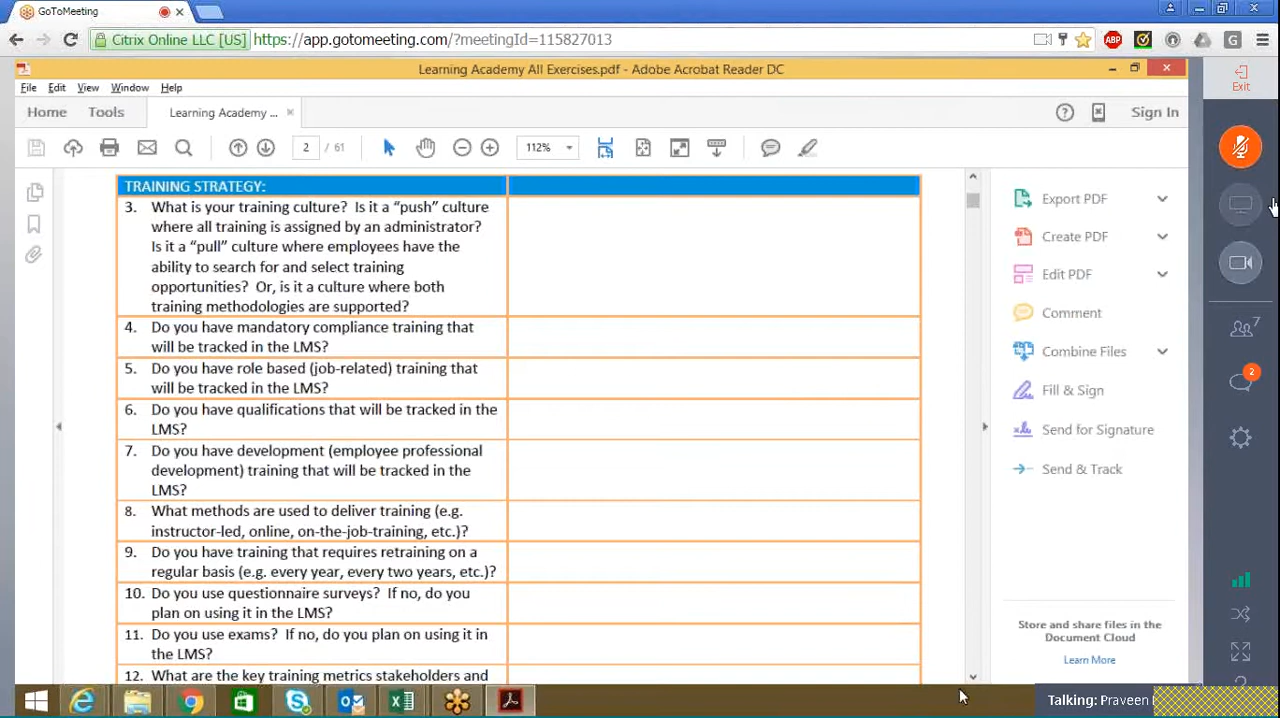 GoToMeeting
Citrix Online LLC [US] https://app.gotomeeting.com/?meetingId=115827013
ABP
G
Learning Academy All Exercises.pdf - Adobe Acrobat Reader DC
Exit
File Edit View Window Help
Home Tools Learning Academy ... × Sign In
2 / 61 112%
TRAINING STRATEGY:
3. What is your training culture? Is it a “push” culture
where all training is assigned by an administrator?
Is it a “pull” culture where employees have the
ability to search for and select training
opportunities? Or, is it a culture where both
training methodologies are supported?
4. Do you have mandatory compliance training that
will be tracked in the LMS?
5. Do you have role based (job-related) training that
will be tracked in the LMS?
6. Do you have qualifications that will be tracked in the
LMS?
7. Do you have development (employee professional
development) training that will be tracked in the
LMS?
8. What methods are used to deliver training (e.g.
instructor-led, online, on-the-job-training, etc.)?
9. Do you have training that requires retraining on a
regular basis (e.g. every year, every two years, etc.)?
10. Do you use questionnaire surveys? If no, do you
plan on using it in the LMS?
11. Do you use exams? If no, do you plan on using it in
the LMS?
12. What are the key training metrics stakeholders and
Export PDF
Create PDF
Edit PDF
Comment
Combine Files
Fill & Sign
Send for Signature
Send & Track
Store and share files in the
Document Cloud
Learn More
7
2
Talking: Praveen